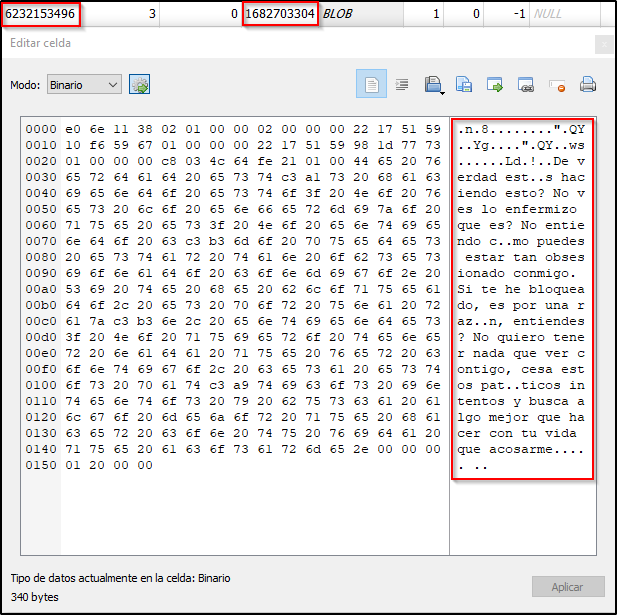 6232153496 3 0 1682703304 BLOB 1 0 -1 NULL
Editar celda
Modo: Binario
0000 e0 6e 11 38 02 01 00 00 02 00 00 00 22 17 51 59 .n.8........".QY
0010 10 f6 59 67 01 00 00 00 22 17 51 59 98 1d 77 73 ..Yg....".QY..ws
0020 01 00 00 00 c8 03 4c 64 fe 21 01 00 44 65 20 76 ......Ld.!..De v
0030 65 72 64 61 64 20 65 73 74 c3 a1 73 20 68 61 63 erdad est..s hac
0040 69 65 6e 64 6f 20 65 73 74 6f 3f 20 4e 6f 20 76 iendo esto? No v
0050 65 73 20 6c 6f 20 65 6e 66 65 72 6d 69 7a 6f 20 es lo enfermizo
0060 71 75 65 20 65 73 3f 20 4e 6f 20 65 6e 74 69 65 que es? No entie
0070 6e 64 6f 20 63 c3 b3 6d 6f 20 70 75 65 64 65 73 ndo c..mo puedes
0080 20 65 73 74 61 72 20 74 61 6e 20 6f 62 73 65 73 estar tan obses
0090 69 6f 6e 61 64 6f 20 63 6f 6e 6d 69 67 6f 2e 20 ionado conmigo.
00a0 53 69 20 74 65 20 68 65 20 62 6c 6f 71 75 65 61 Si te he bloquea
00b0 64 6f 2c 20 65 73 20 70 6f 72 20 75 6e 61 20 72 do, es por una r
00c0 61 7a c3 b3 6e 2c 20 65 6e 74 69 65 6e 64 65 73 az..n, entiendes
00d0 3f 20 4e 6f 20 71 75 69 65 72 6f 20 74 65 6e 65 ? No quiero tene
00e0 72 20 6e 61 64 61 20 71 75 65 20 76 65 72 20 63 r nada que ver c
00f0 6f 6e 74 69 67 6f 2c 20 63 65 73 61 20 65 73 74 ontigo, cesa est
0100 6f 73 20 70 61 74 c3 a9 74 69 63 6f 73 20 69 6e os pat..ticos in
0110 74 65 6e 74 6f 73 20 79 20 62 75 73 63 61 20 61 tentos y busca a
0120 6c 67 6f 20 6d 65 6a 6f 72 20 71 75 65 20 68 61 lgo mejor que ha
0130 63 65 72 20 63 6f 6e 20 74 75 20 76 69 64 61 20 cer con tu vida
0140 71 75 65 20 61 63 6f 73 61 72 6d 65 2e 00 00 00 que acosarme....
0150 01 20 00 00 . ..
Tipo de datos actualmente en la celda: Binario
340 bytes
Aplicar